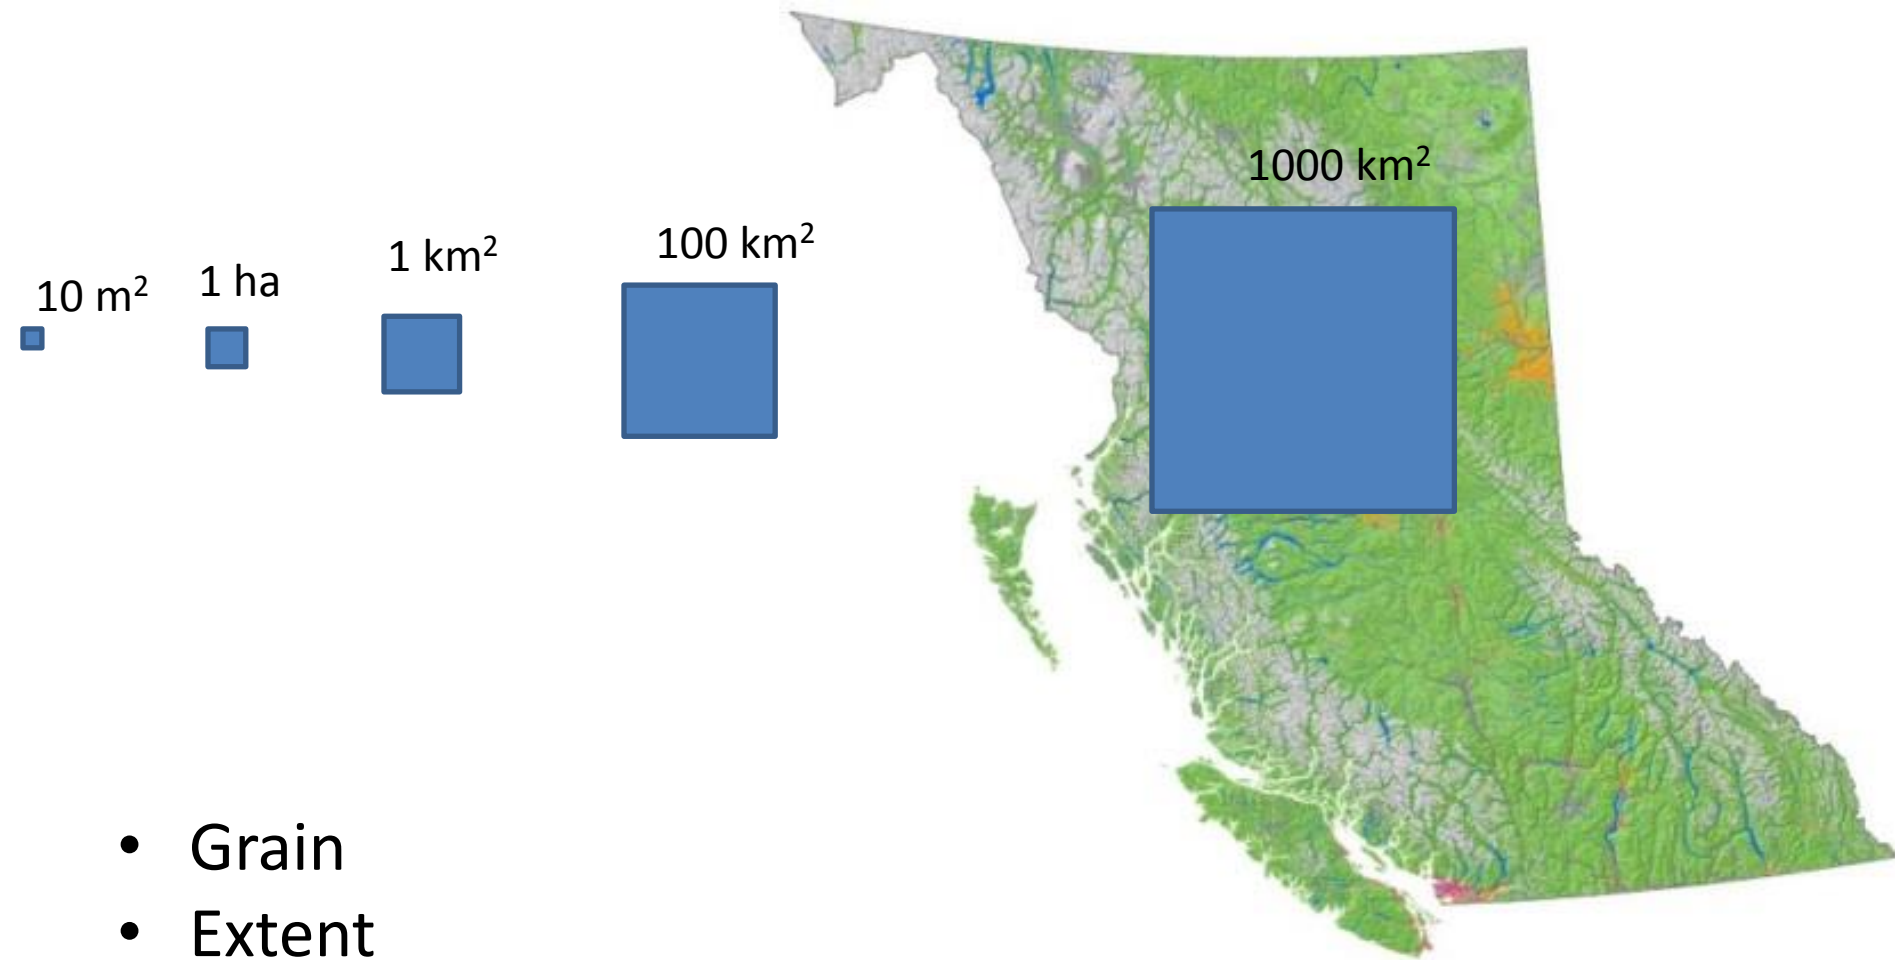 1000 km²
100 km²
1 km²
1 ha
10 m²
• Grain
• Extent